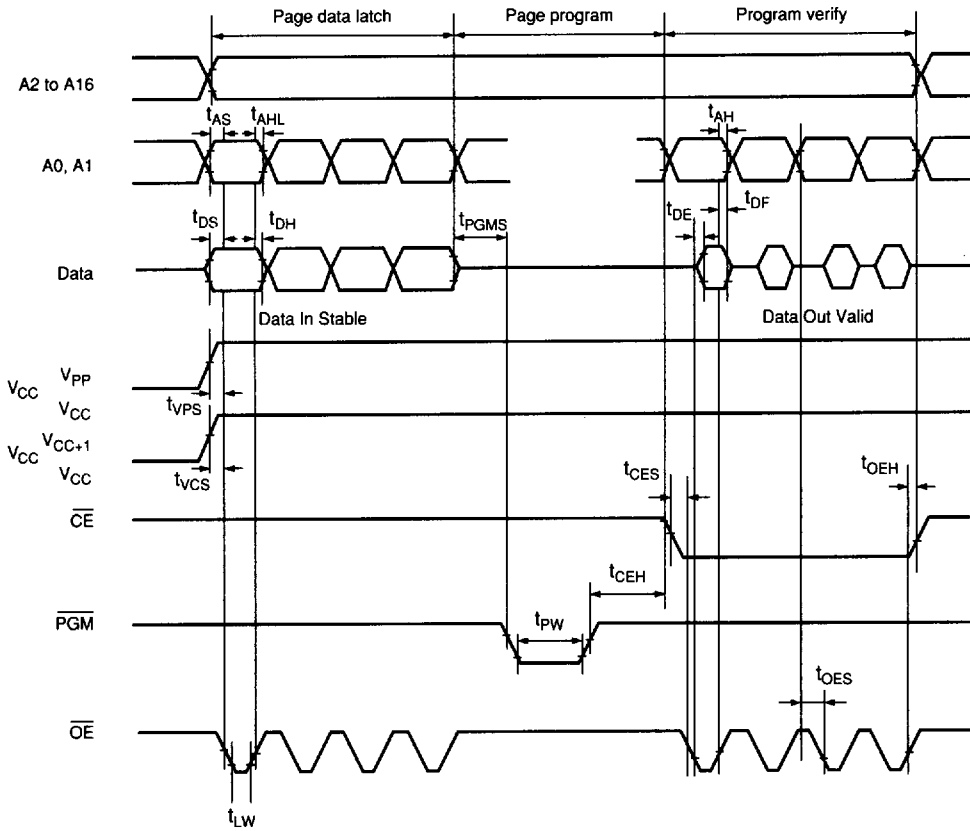 Page data latch Page program Program verify
A2 to A16
tAS tAHL tAH
A0, A1
tDS tDH tPGMS tDE tDF
Data
Data In Stable Data Out Valid
VCC VPP
VCC tVPS
VCC VCC+1
VCC tVCS tCES tOEH
CE
tCEH
PGM tPW
tOES
OE
tLW